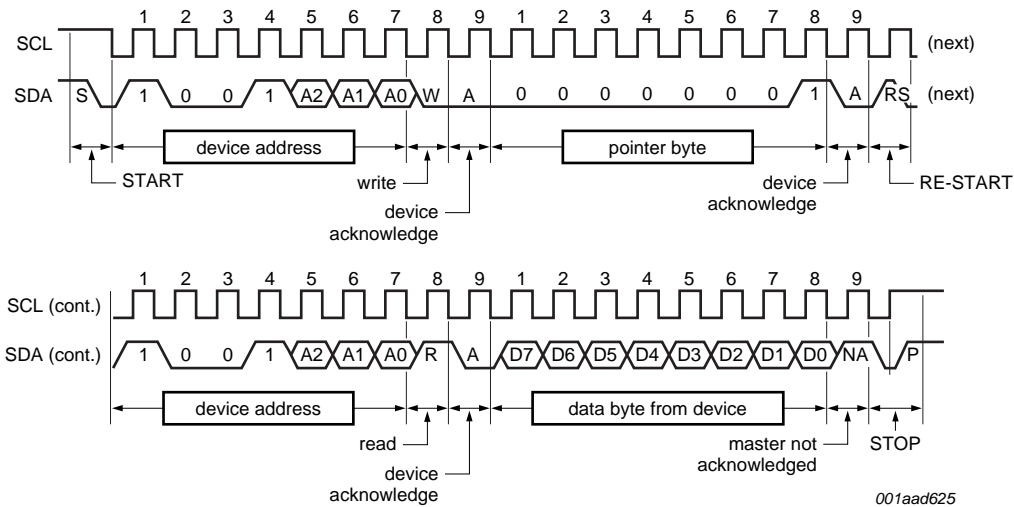 1 2 3 4 5 6 7 8 9 1 2 3 4 5 6 7 8 9
SCL (next)
SDA S 1 0 0 1 A2 A1 A0 W A 0 0 0 0 0 0 0 1 A RS (next)
device address pointer byte
START write device RE-START
device acknowledge
acknowledge
1 2 3 4 5 6 7 8 9 1 2 3 4 5 6 7 8 9
SCL (cont.)
SDA (cont.) 1 0 0 1 A2 A1 A0 R A D7 D6 D5 D4 D3 D2 D1 D0 NA P
device address data byte from device
read master not STOP
device acknowledged
acknowledge 001aad625